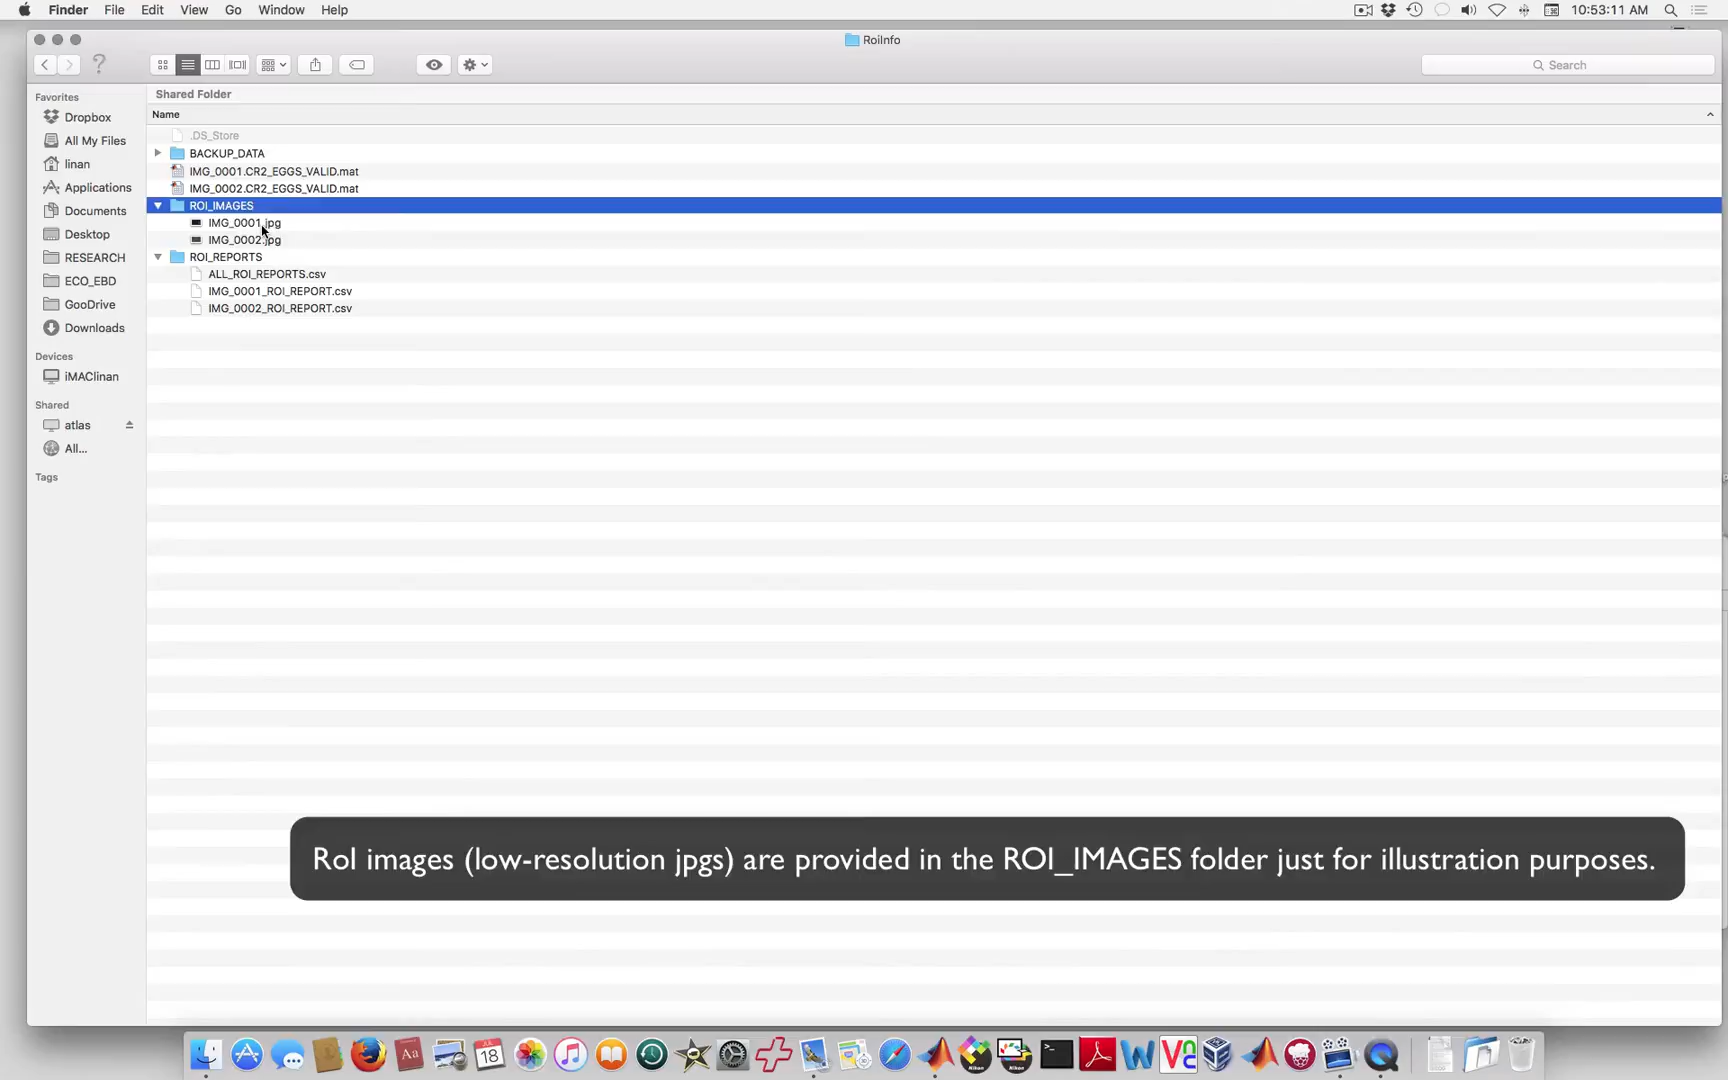 Finder File Edit View Go Window Help 10:53:11 AM
RoiInfo
Search
Favorites
Dropbox
All My Files
linan
Applications
Documents
Desktop
RESEARCH
ECO_EBD
GooDrive
Downloads
Devices
iMAClinan
Shared
atlas
All...
Tags
Shared Folder
Name
.DS_Store
BACKUP_DATA
IMG_0001.CR2_EGGS_VALID.mat
IMG_0002.CR2_EGGS_VALID.mat
ROI_IMAGES
IMG_0001.jpg
IMG_0002.jpg
ROI_REPORTS
ALL_ROI_REPORTS.csv
IMG_0001_ROI_REPORT.csv
IMG_0002_ROI_REPORT.csv
RoI images (low-resolution jpgs) are provided in the ROI_IMAGES folder just for illustration purposes.
JUL
18
Aa